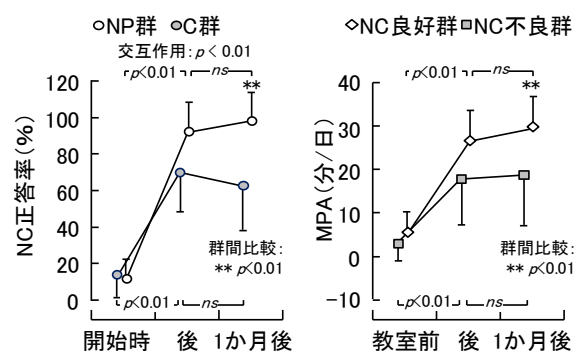 NP群 C群
交互作用: p < 0.01
p<0.01 ns
**
120
100
80
60
40
20
0
NC正答率(%)
群間比較:
** p<0.01
p<0.01 ns
開始時 後 1か月後
NC良好群 NC不良群
p<0.01 ns
**
40
30
20
10
0
-10
MPA(分/日)
群間比較:
** p<0.01
p<0.01 ns
教室前 後 1か月後